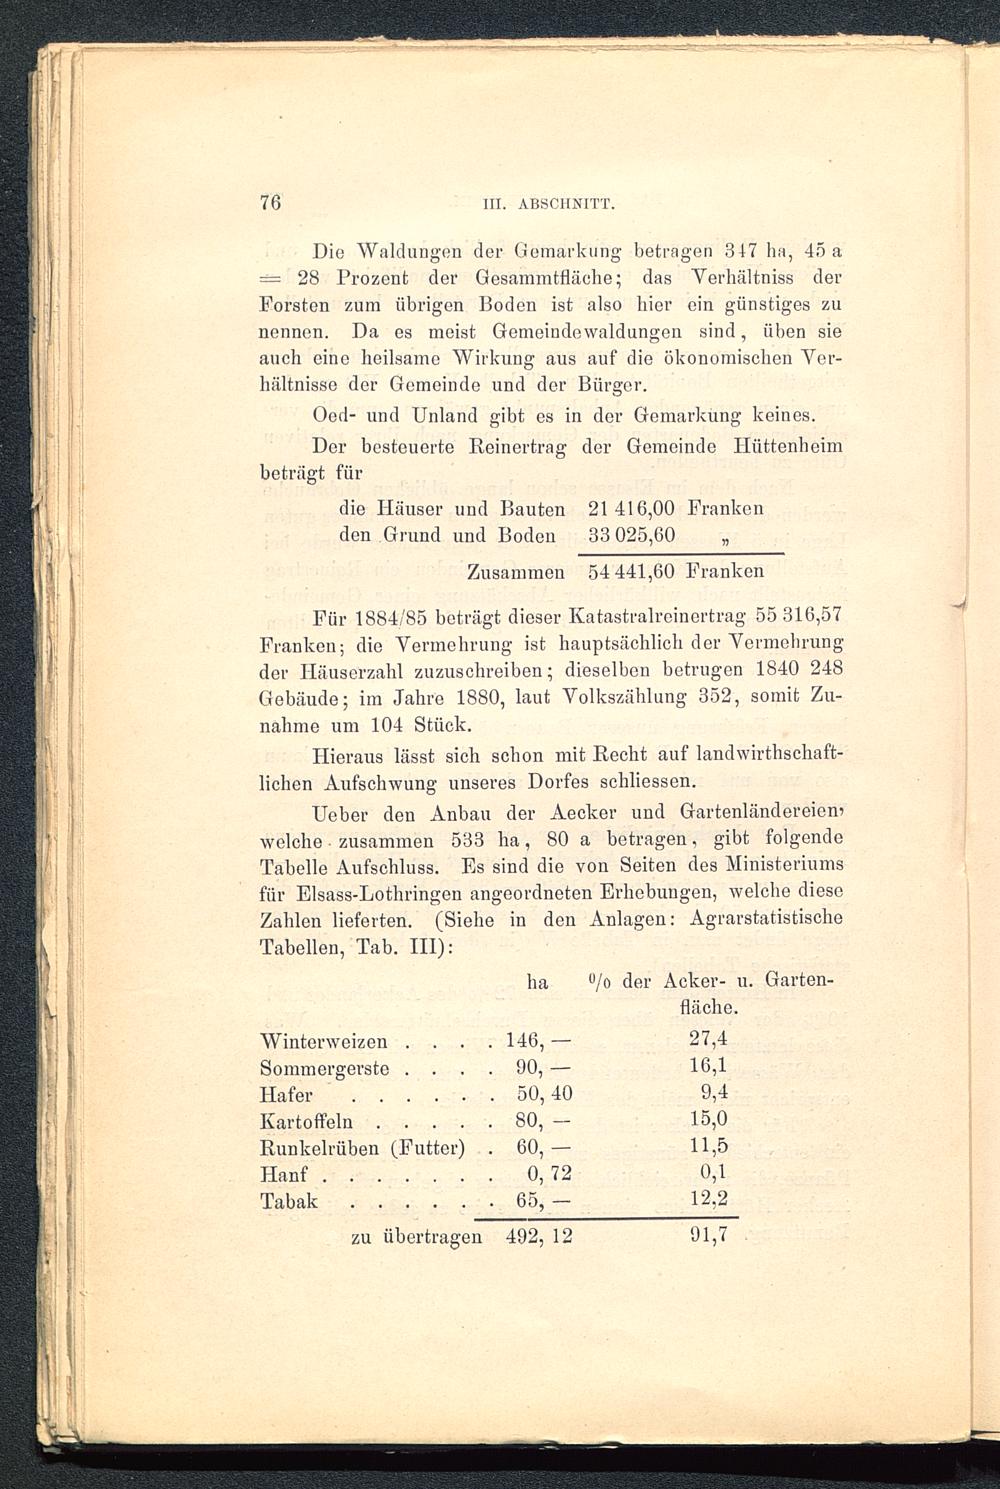 76 III. ABSCHNITT.
Die Waldungen der Gemarkung betragen 347 ha, 45 a
= 28 Prozent der Gesammtfläche; das Verhältniss der
Forsten zum übrigen Boden ist also hier ein günstiges zu
nennen. Da es meist Gemeindewaldungen sind, üben sie
auch eine heilsame Wirkung aus auf die ökonomischen Ver-
hältnisse der Gemeinde und der Bürger.
Oed- und Unland gibt es in der Gemarkung keines.
Der besteuerte Reinertrag der Gemeinde Hüttenheim
beträgt für
die Häuser und Bauten 21 416,00 Franken
den Grund und Boden 33 025,60 „
Zusammen 54 441,60 Franken
Für 1884/85 beträgt dieser Katastralreinertrag 55 316,57
Franken; die Vermehrung ist hauptsächlich der Vermehrung
der Häuserzahl zuzuschreiben; dieselben betrugen 1840 248
Gebäude; im Jahre 1880, laut Volkszählung 352, somit Zu-
nahme um 104 Stück.
Hieraus lässt sich schon mit Recht auf landwirthschaft-
lichen Aufschwung unseres Dorfes schliessen.
Ueber den Anbau der Aecker und Gartenländereien,
welche zusammen 533 ha, 80 a betragen, gibt folgende
Tabelle Aufschluss. Es sind die von Seiten des Ministeriums
für Elsass-Lothringen angeordneten Erhebungen, welche diese
Zahlen lieferten. (Siehe in den Anlagen: Agrarstatistische
Tabellen, Tab. III):
ha % der Acker- u. Garten-
fläche.
Winterweizen . . . . 146, — 27,4
Sommergerste . . . . 90, — 16,1
Hafer . . . . . . 50, 40 9,4
Kartoffeln . . . . . 80, — 15,0
Runkelrüben (Futter) . 60, — 11,5
Hanf . . . . . . . 0, 72 0,1
Tabak . . . . . . 65, — 12,2
zu übertragen 492, 12 91,7